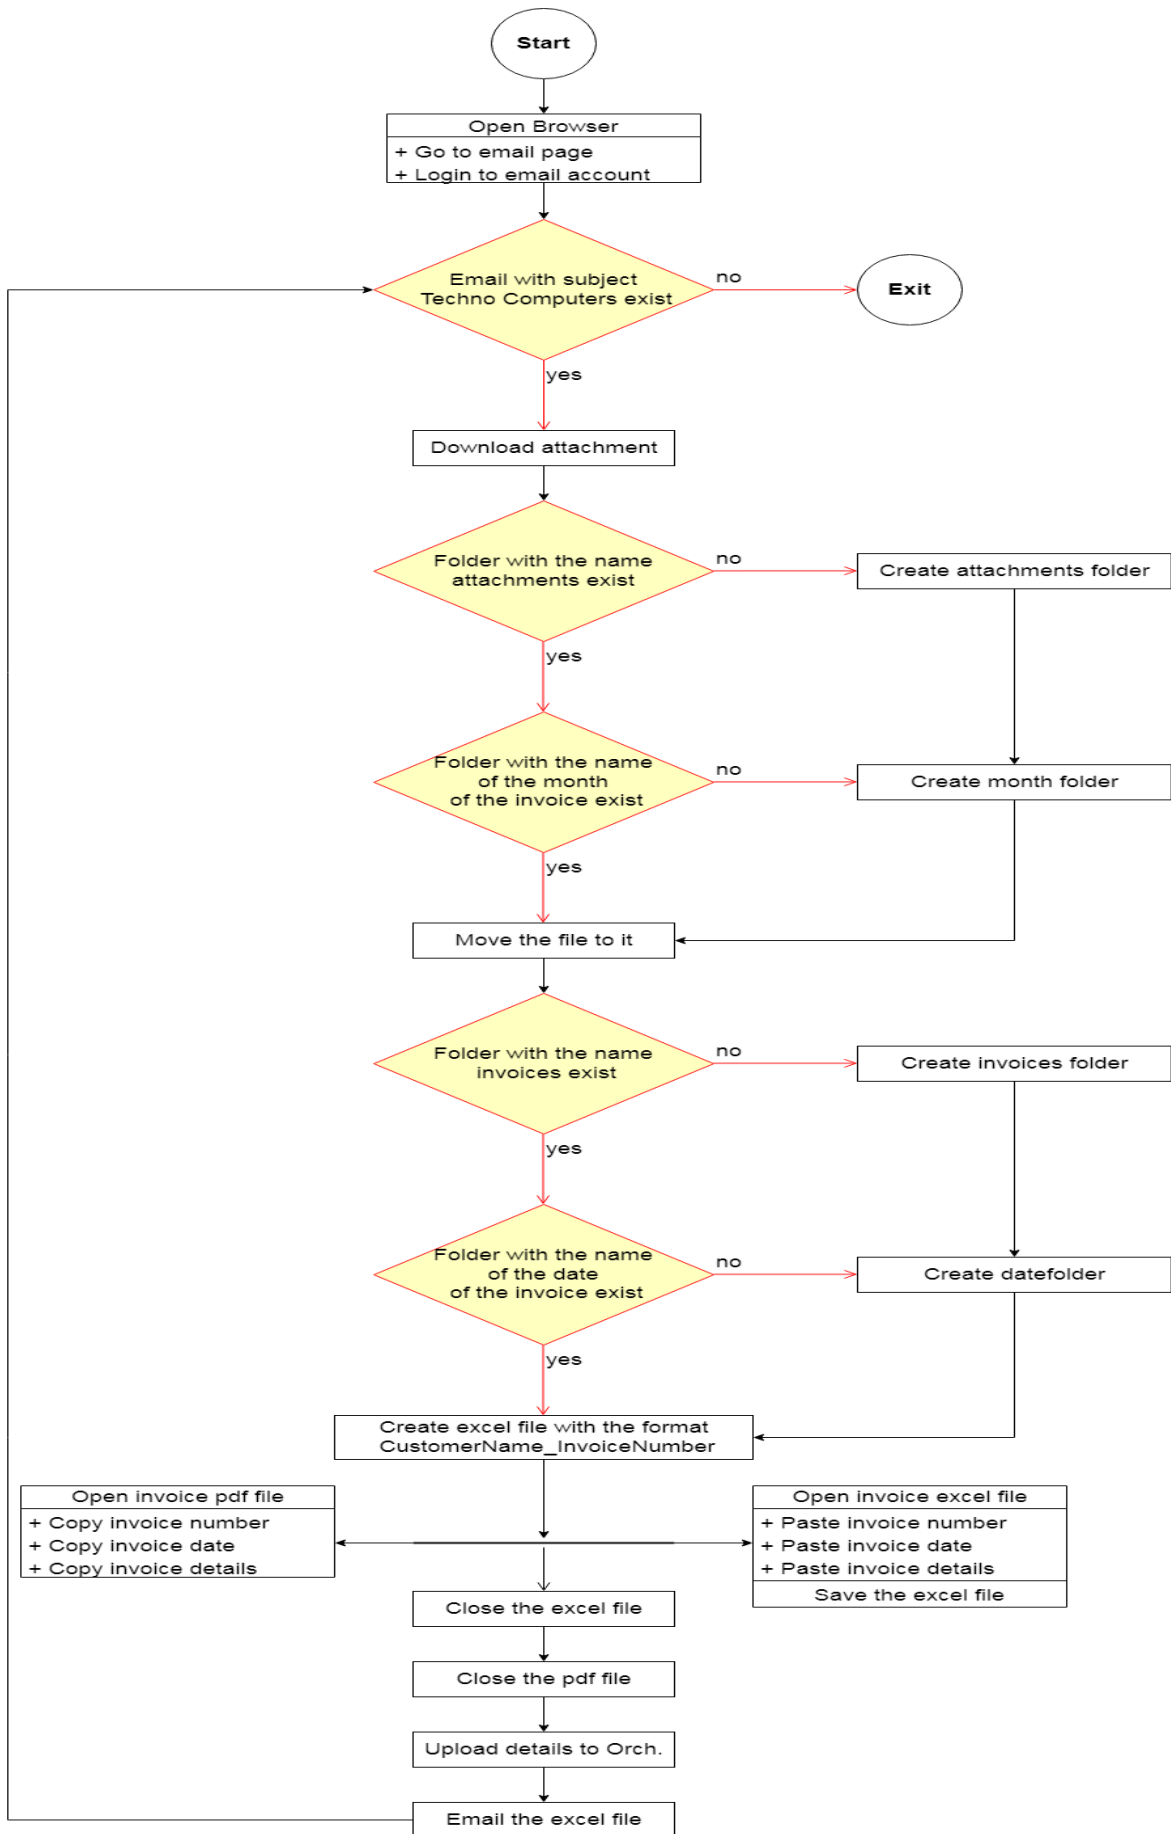 Start
Open Browser
+ Go to email page
+ Login to email account
Email with subject
Techno Computers exist
no
Exit
yes
Download attachment
Folder with the name
attachments exist
no
Create attachments folder
yes
Folder with the name
of the month
of the invoice exist
no
Create month folder
yes
Move the file to it
Folder with the name
invoices exist
no
Create invoices folder
yes
Folder with the name
of the date
of the invoice exist
no
Create datefolder
yes
Create excel file with the format
CustomerName_InvoiceNumber
Open invoice pdf file
+ Copy invoice number
+ Copy invoice date
+ Copy invoice details
Open invoice excel file
+ Paste invoice number
+ Paste invoice date
+ Paste invoice details
Save the excel file
Close the excel file
Close the pdf file
Upload details to Orch.
Email the excel file